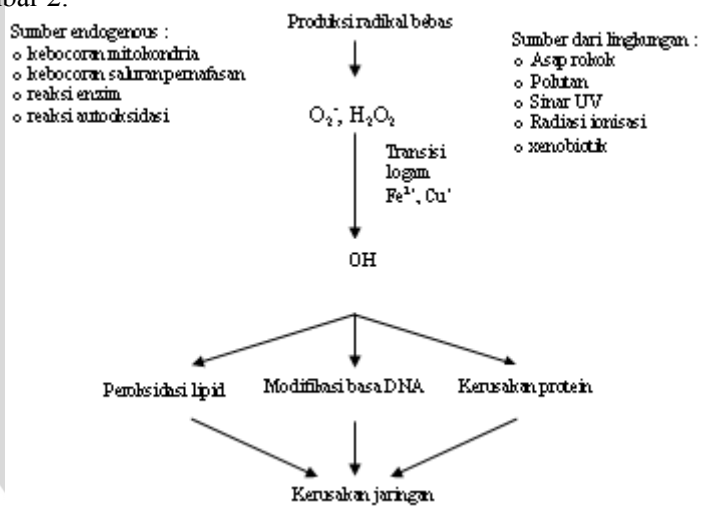 bar 2.
Produksi radikal bebas
Sumber endogenous :
o kebocoran mitokondria
o kebocoran saluran pernafasan
o reaksi enzim
o reaksi autooksidasi
Sumber dari lingkungan :
o Asap rokok
o Polutan
o Sinar UV
o Radiasi ionisasi
o xenobiotik
O₂⁻, H₂O₂
Transisi
logam
Fe²⁺, Cu⁺
OH
Peroksidasi lipid
Modifikasi basa DNA
Kerusakan protein
Kerusakan jaringan